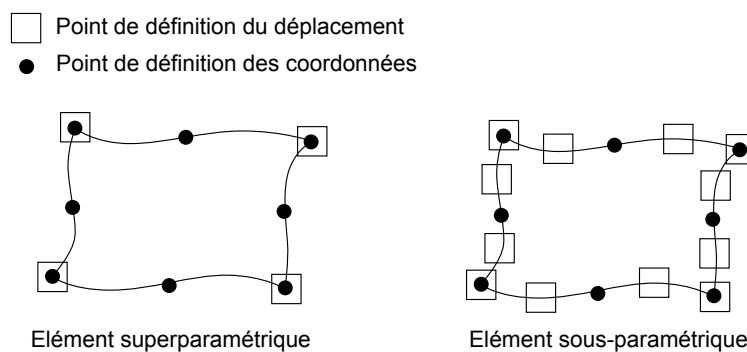 Point de définition du déplacement
Point de définition des coordonnées
Elément superparamétrique
Elément sous-paramétrique